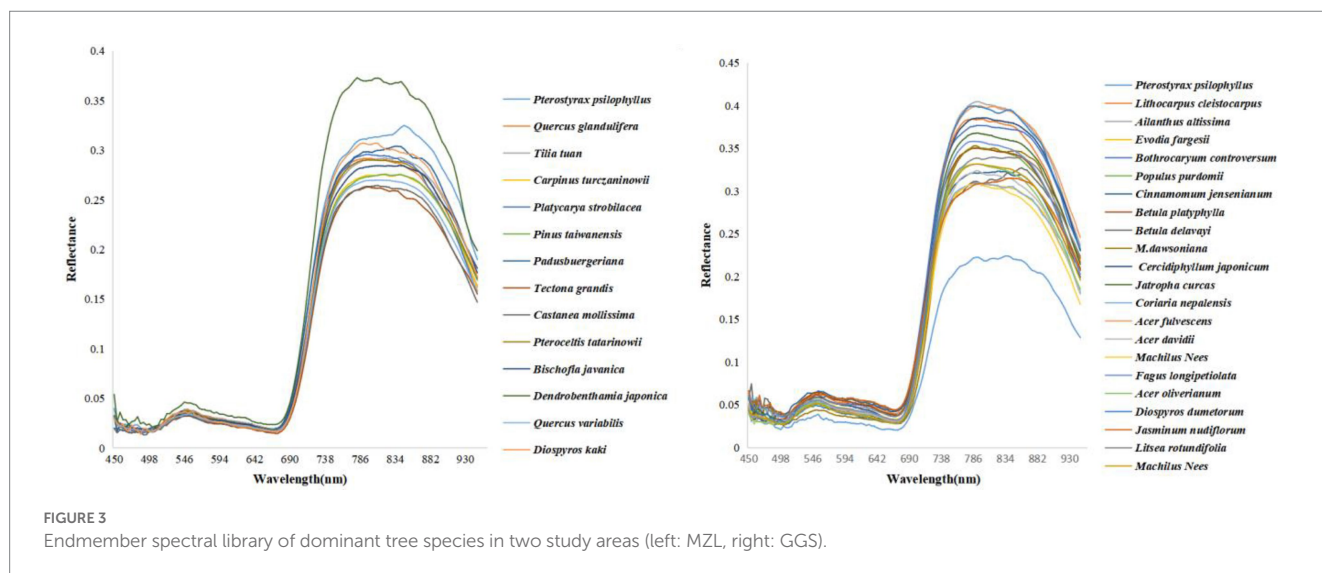 0.4
0.35
0.3
0.25
0.2
0.15
0.1
0.05
0
Reflectance
450 498 546 594 642 690 738 786 834 882 930
Wavelength(nm)
Pterostyrax psilophyllus
Quercus glandulifera
Tilia tuan
Carpinus turczaninowii
Platycarya strobilacea
Pinus taiwanensis
Padusbuergeriana
Tectona grandis
Castanea mollissima
Pteroceltis tatarinowii
Bischofla javanica
Dendrobenthamia japonica
Quercus variabilis
Diospyros kaki
0.45
0.4
0.35
0.3
0.25
0.2
0.15
0.1
0.05
0
Reflectance
450 498 546 594 642 690 738 786 834 882 930
Wavelength(nm)
Pterostyrax psilophyllus
Lithocarpus cleistocarpus
Ailanthus altissima
Evodia fargesii
Bothrocaryum controversum
Populus purdomii
Cinnamomum jensenianum
Betula platyphylla
Betula delavayi
M.dawsoniana
Cercidiphyllum japonicum
Jatropha curcas
Coriaria nepalensis
Acer fulvescens
Acer davidii
Machilus Nees
Fagus longipetiolata
Acer oliverianum
Diospyros dumetorum
Jasminum nudiflorum
Litsea rotundifolia
Machilus Nees
FIGURE 3
Endmember spectral library of dominant tree species in two study areas (left: MZL, right: GGS).